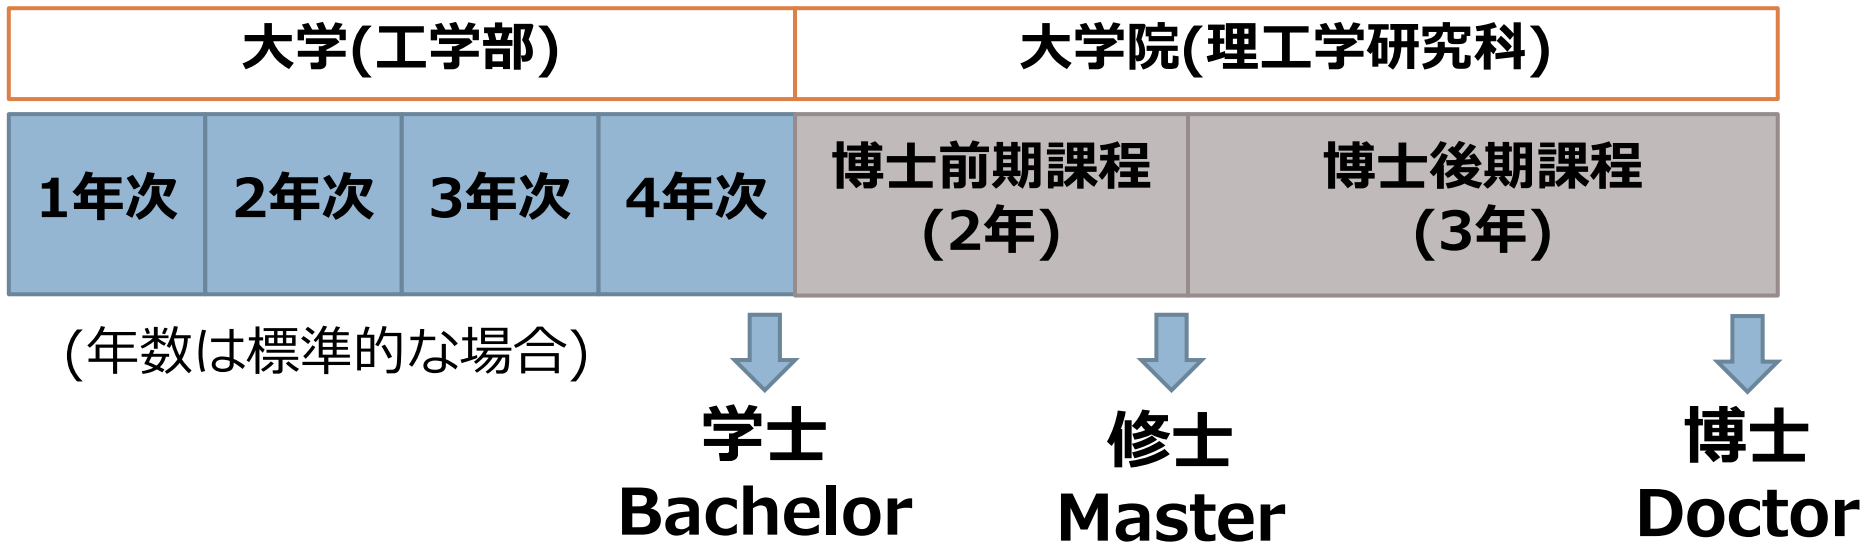 大学(工学部)
大学院(理工学研究科)
1年次
2年次
3年次
4年次
博士前期課程
(2年)
博士後期課程
(3年)
(年数は標準的な場合)
学士
Bachelor
修士
Master
博士
Doctor